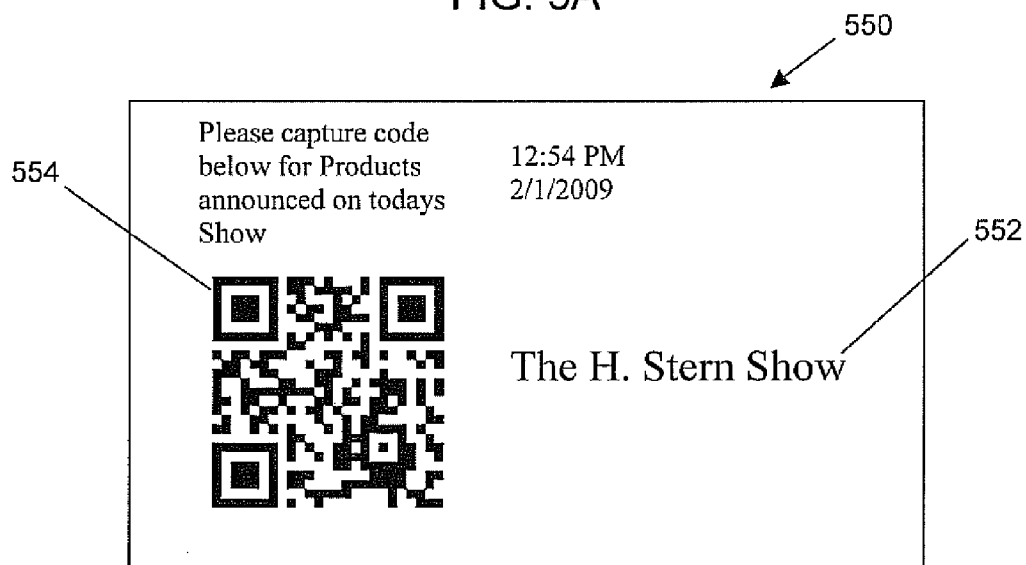 550
Please capture code
below for Products
announced on todays
Show
12:54 PM
2/1/2009
554
552
The H. Stern Show